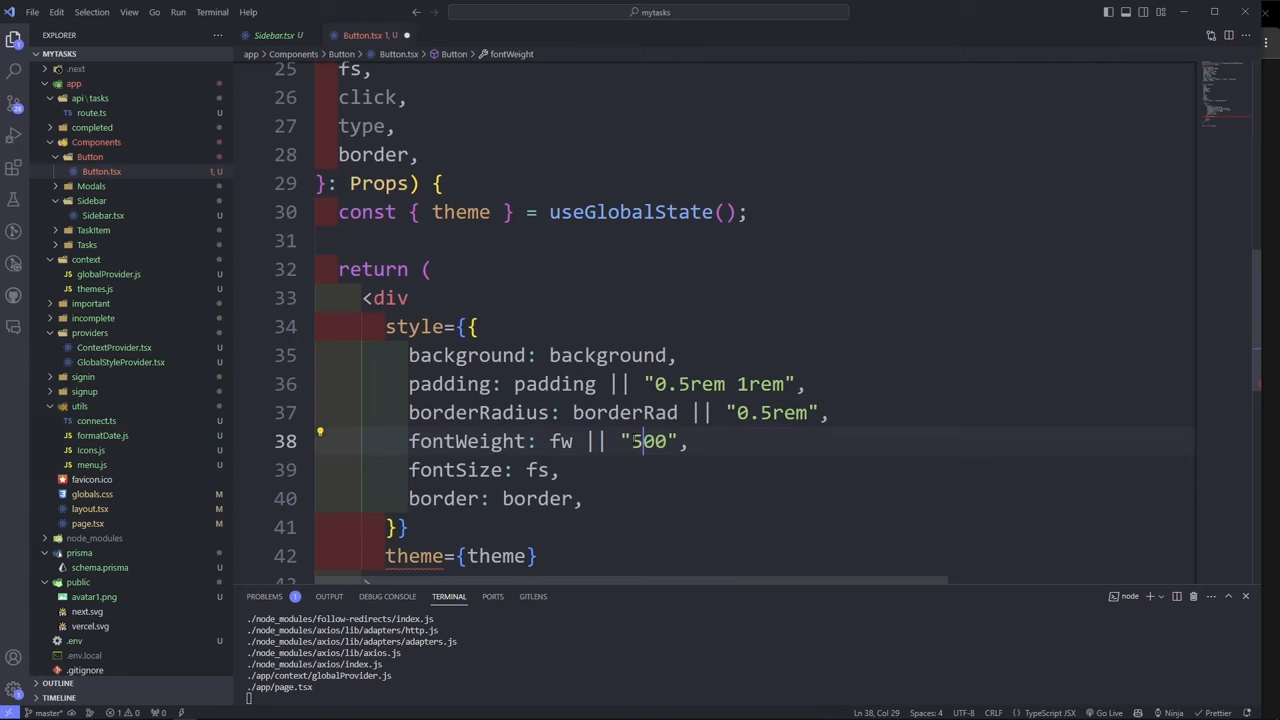 File Edit Selection View Go Run Terminal Help
mytasks
EXPLORER
Sidebar.tsx U
Button.tsx 1, U
app > Components > Button > Button.tsx > Button > fontWeight
MYTASKS
.next
app
api \ tasks
route.ts U
completed
Components
Button
Button.tsx 1, U
Modals
Sidebar
Sidebar.tsx U
TaskItem
Tasks
context
globalProvider.js U
themes.js U
important
incomplete
providers
ContextProvider.tsx U
GlobalStyleProvider.tsx U
signin
signup
utils
connect.ts U
formatDate.js U
Icons.js U
menu.js U
favicon.ico
globals.css M
layout.tsx M
page.tsx M
node_modules
prisma
schema.prisma U
public
avatar1.png U
next.svg
vercel.svg
.env U
.env.local
.gitignore
OUTLINE
TIMELINE
25 fs,
26 click,
27 type,
28 border,
29 }: Props) {
30 const { theme } = useGlobalState();
31
32 return (
33 <div
34 style={{
35 background: background,
36 padding: padding || "0.5rem 1rem",
37 borderRadius: borderRad || "0.5rem",
38 fontWeight: fw || "500",
39 fontSize: fs,
40 border: border,
41 }}
42 theme={theme}
43 >
PROBLEMS 1 OUTPUT DEBUG CONSOLE TERMINAL PORTS GITLENS
node
./node_modules/follow-redirects/index.js
./node_modules/axios/lib/adapters/http.js
./node_modules/axios/lib/adapters/adapters.js
./node_modules/axios/lib/axios.js
./node_modules/axios/index.js
./app/context/globalProvider.js
./app/page.tsx
master* 1 0 0 Ln 38, Col 29 Spaces: 4 UTF-8 CRLF TypeScript JSX Go Live Ninja Prettier